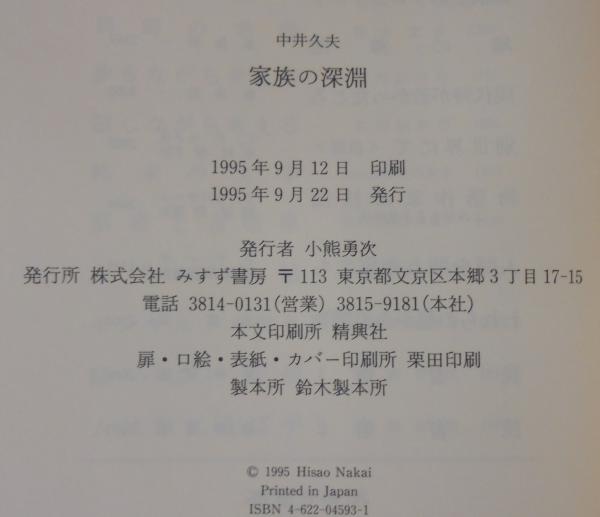 中井久夫
家族の深淵
1995年9月12日 印刷
1995年9月22日 発行
発行者 小熊勇次
発行所 株式会社 みすず書房 〒113 東京都文京区本郷3丁目17-15
電話 3814-0131(営業) 3815-9181(本社)
本文印刷所 精興社
扉・口絵・表紙・カバー印刷所 栗田印刷
製本所 鈴木製本所
© 1995 Hisao Nakai
Printed in Japan
ISBN 4-622-04593-1